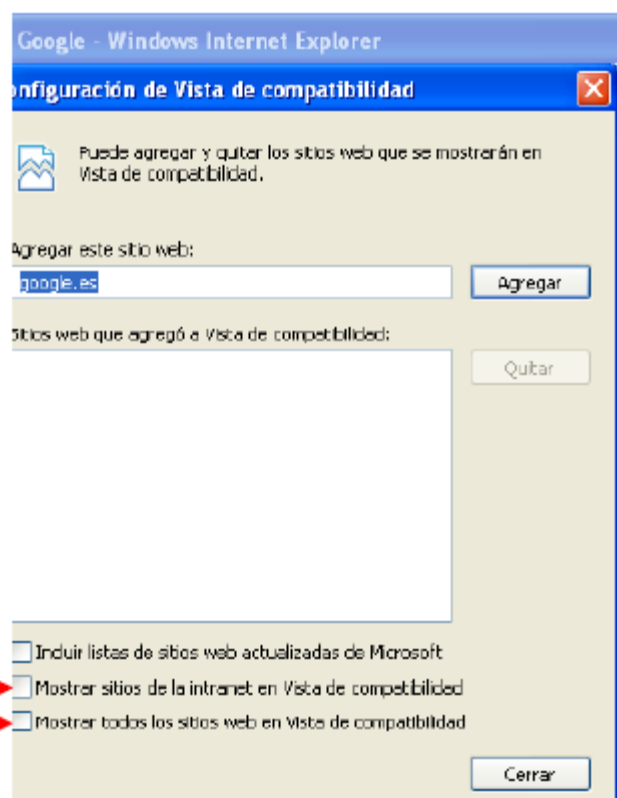 Google - Windows Internet Explorer
onfiguración de Vista de compatibilidad
Puede agregar y quitar los sitios web que se mostrarán en
Vista de compatibilidad.
Agregar este sitio web:
google.es
Agregar
Sitios web que agregó a Vista de compatibilidad:
Quitar
Incluir listas de sitios web actualizadas de Microsoft
Mostrar sitios de la intranet en Vista de compatibilidad
Mostrar todos los sitios web en Vista de compatibilidad
Cerrar